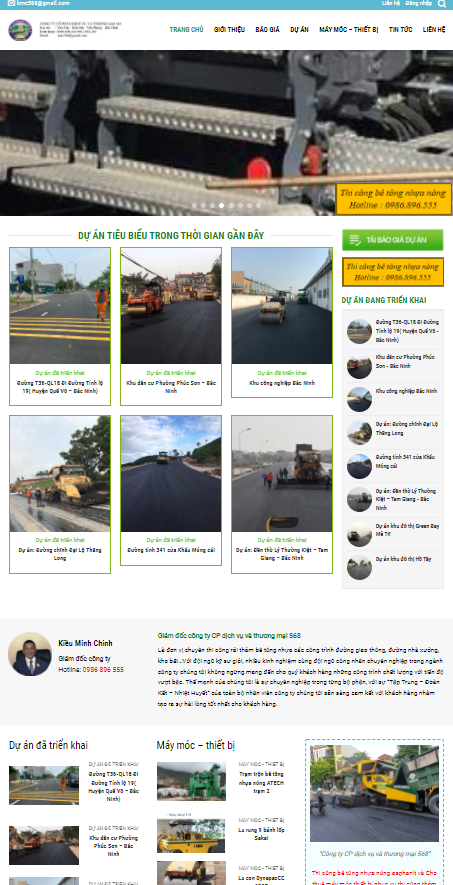 kmc568@gmail.com
Liên hệ Đăng nhập
TRANG CHỦ GIỚI THIỆU BÁO GIÁ DỰ ÁN MÁY MÓC – THIẾT BỊ TIN TỨC LIÊN HỆ
Thi công bê tông nhựa nóng
Hotline : 0986.896.555
DỰ ÁN TIÊU BIỂU TRONG THỜI GIAN GẦN ĐÂY
Dự án đã triển khai
Đường T36-QL18 Đi Đường Tỉnh lộ
19( Huyện Quế Võ – Bắc Ninh)
Dự án đã triển khai
Khu dân cư Phường Phúc Sơn – Bắc
Ninh
Dự án đã triển khai
Khu công nghiệp Bắc Ninh
Dự án đã triển khai
Dự án: Đường chính Đại Lộ Thăng
Long
Dự án đã triển khai
Đường tỉnh 341 cửa Khẩu Móng cái
Dự án đã triển khai
Dự án: Đền thờ Lý Thường Kiệt – Tam
Giang – Bắc Ninh
TẢI BÁO GIÁ DỰ ÁN
Thi công bê tông nhựa nóng
Hotline : 0986.896.555
DỰ ÁN ĐANG TRIỂN KHAI
Đường T36-QL18 Đi Đường
Tỉnh lộ 19( Huyện Quế Võ -
Bắc Ninh)
Khu dân cư Phường Phúc
Sơn - Bắc Ninh
Khu công nghiệp Bắc Ninh
Dự án: Đường chính Đại Lộ
Thăng Long
Đường tỉnh 341 cửa Khẩu
Móng cái
Dự án: Đền thờ Lý Thường
Kiệt – Tam Giang - Bắc
Ninh
Dự án khu đô thị Green Bay
Mễ Trì
Dự án khu đô thị Hồ Tây
Kiều Minh Chính
Giám đốc công ty
Hotline: 0986 896 555
Giám đốc công ty CP dịch vụ và thương mại 568
Là đơn vị chuyên thi công rải thảm bê tông nhựa các công trình đường giao thông, đường nhà xưởng,
kho bãi...Với đội ngũ kỹ sư giỏi, nhiều kinh nghiệm cùng đội ngũ công nhân chuyên nghiệp trong ngành
công ty chúng tôi không ngừng mong đến cho quý khách hàng những công trình chất lượng với tiến độ
vượt bậc. Thế mạnh của chúng tôi là sự chuyên nghiệp trong từng bộ phận, với sự "Tập Trung – Đoàn
Kết – Nhiệt Huyết" của toàn bộ nhân viên công ty chúng tôi sẵn sàng cam kết với khách hàng nhằm
tạo ra sự hài lòng tốt nhất cho khách hàng.
Dự án đã triển khai
DỰ ÁN ĐÃ TRIỂN KHAI
Đường T36-QL18 Đi
Đường Tỉnh lộ 19(
Huyện Quế Võ – Bắc
Ninh)
DỰ ÁN ĐÃ TRIỂN KHAI
Khu dân cư Phường
Phúc Sơn – Bắc
Ninh
DỰ ÁN ĐÃ TRIỂN KHAI
Máy móc – thiết bị
MÁY MÓC - THIẾT BỊ
Trạm trộn bê tông
nhựa nóng ATECH
trạm 2
MÁY MÓC - THIẾT BỊ
Lu rung 9 bánh lốp
Sakai
MÁY MÓC - THIẾT BỊ
Lu con DynapacCC
"Công ty CP dịch vụ và thương mại 568"
Thi công bê tông nhựa nóng asphanlt và Cho
thuê máy móc thiết bị phục vụ thi công thảm